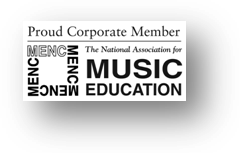 Proud Corporate Member
MENC
MENC
MENC
MENC
The National Association for
MUSIC
EDUCATION